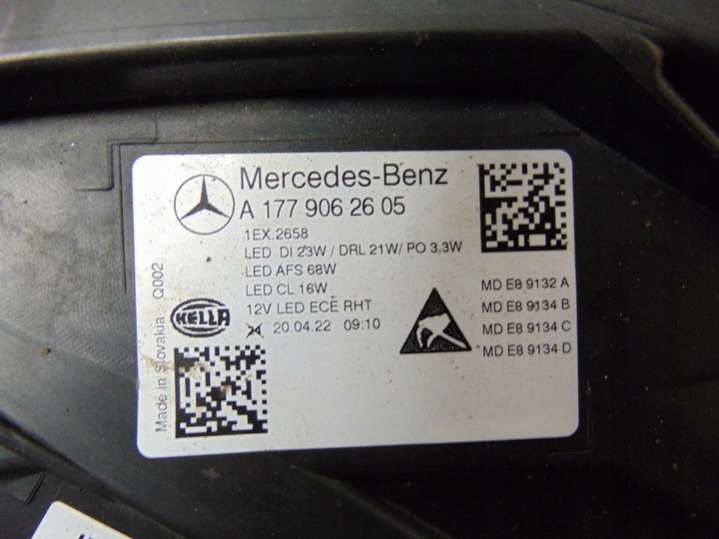 Mercedes-Benz
A 177 906 26 05
1EX.2658
LED DI 23W / DRL 21W/ PO 3,3W
LED AFS 68W
LED CL 16W
12V LED ECE RHT
20.04.22 09:10
HELLA
MD E8 9132 A
MD E8 9134 B
MD E8 9134 C
MD E8 9134 D
Made in Slovakia Q002